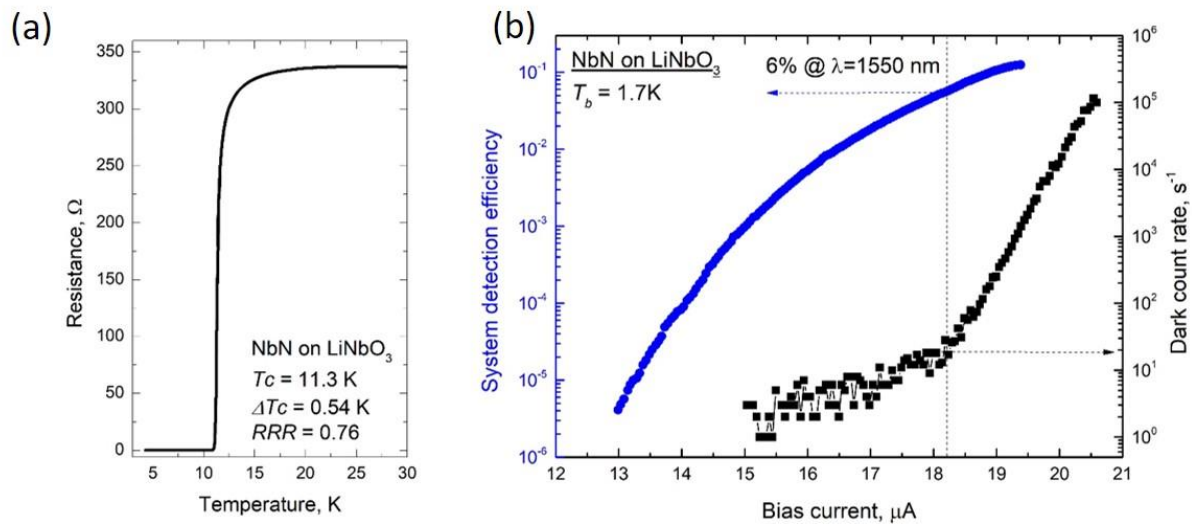 (a)
350
300
250
200
150
100
50
0
Resistance, Ω
5
10
15
20
25
30
Temperature, K
NbN on LiNbO3
Tc = 11.3 K
ΔTc = 0.54 K
RRR = 0.76
(b)
NbN on LiNbO3
Tb = 1.7K
6% @ λ=1550 nm
10-1
10-2
10-3
10-4
10-5
10-6
System detection efficiency
12
13
14
15
16
17
18
19
20
21
Bias current, μA
106
105
104
103
102
101
100
Dark count rate, s-1